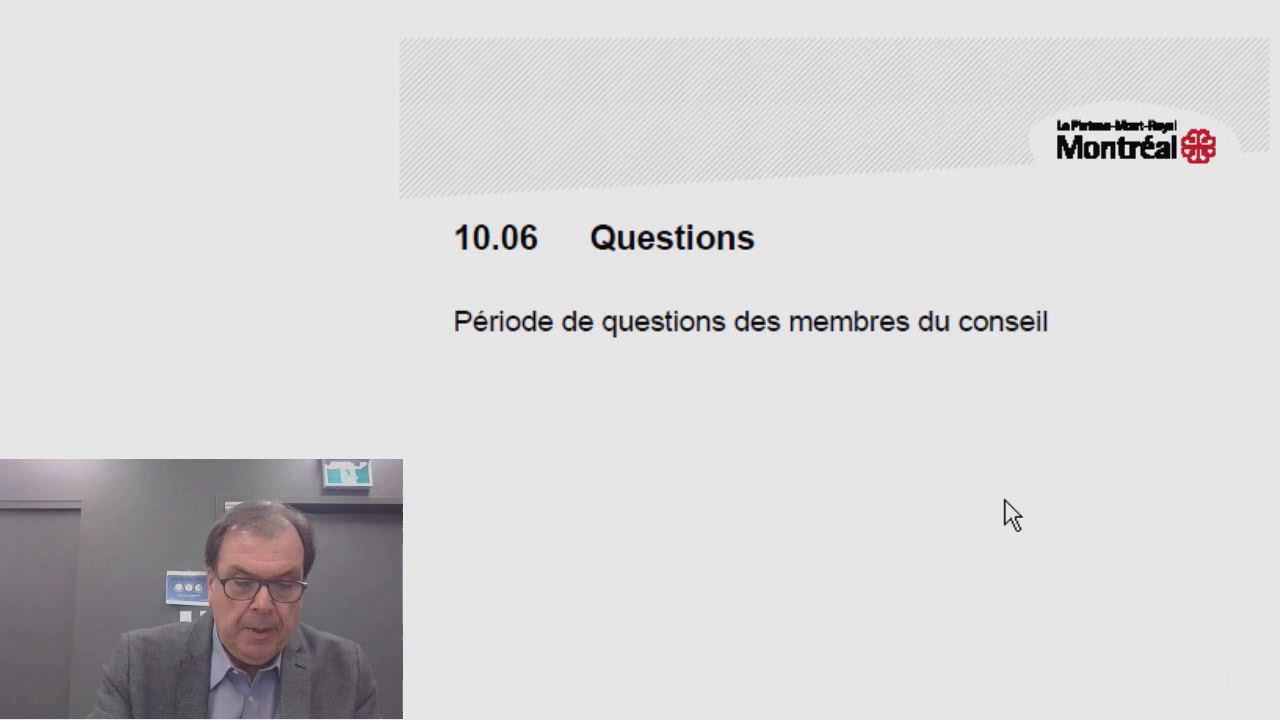 Le Plateau-Mont-Royal
Montréal
10.06 Questions
Période de questions des membres du conseil